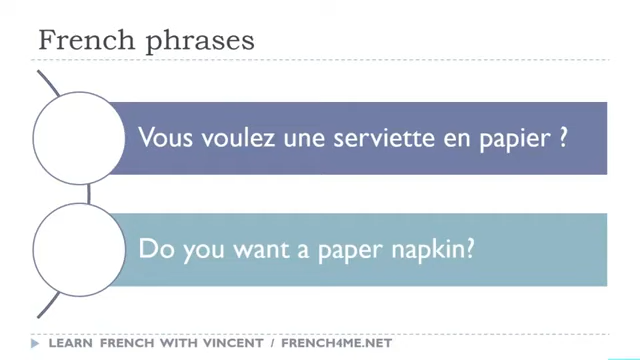 French phrases
Vous voulez une serviette en papier ?
Do you want a paper napkin?
LEARN FRENCH WITH VINCENT / FRENCH4ME.NET